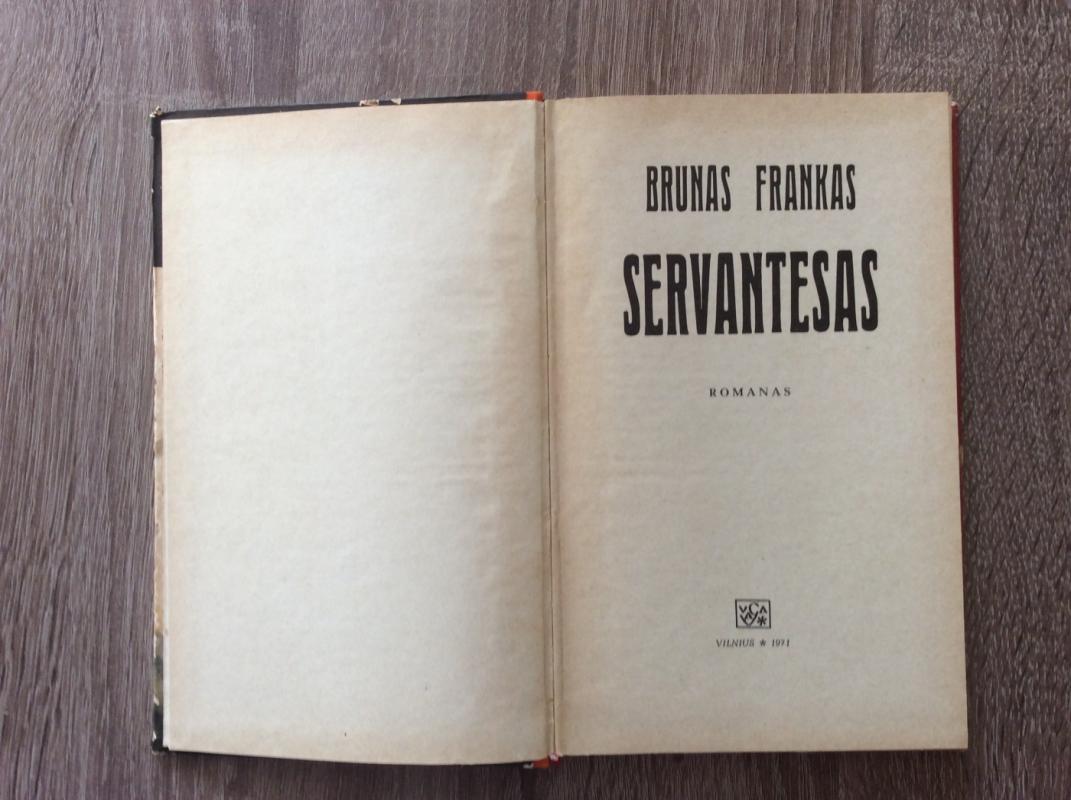 BRUNAS FRANKAS
SERVANTESAS
ROMANAS
VILNIUS * 1971